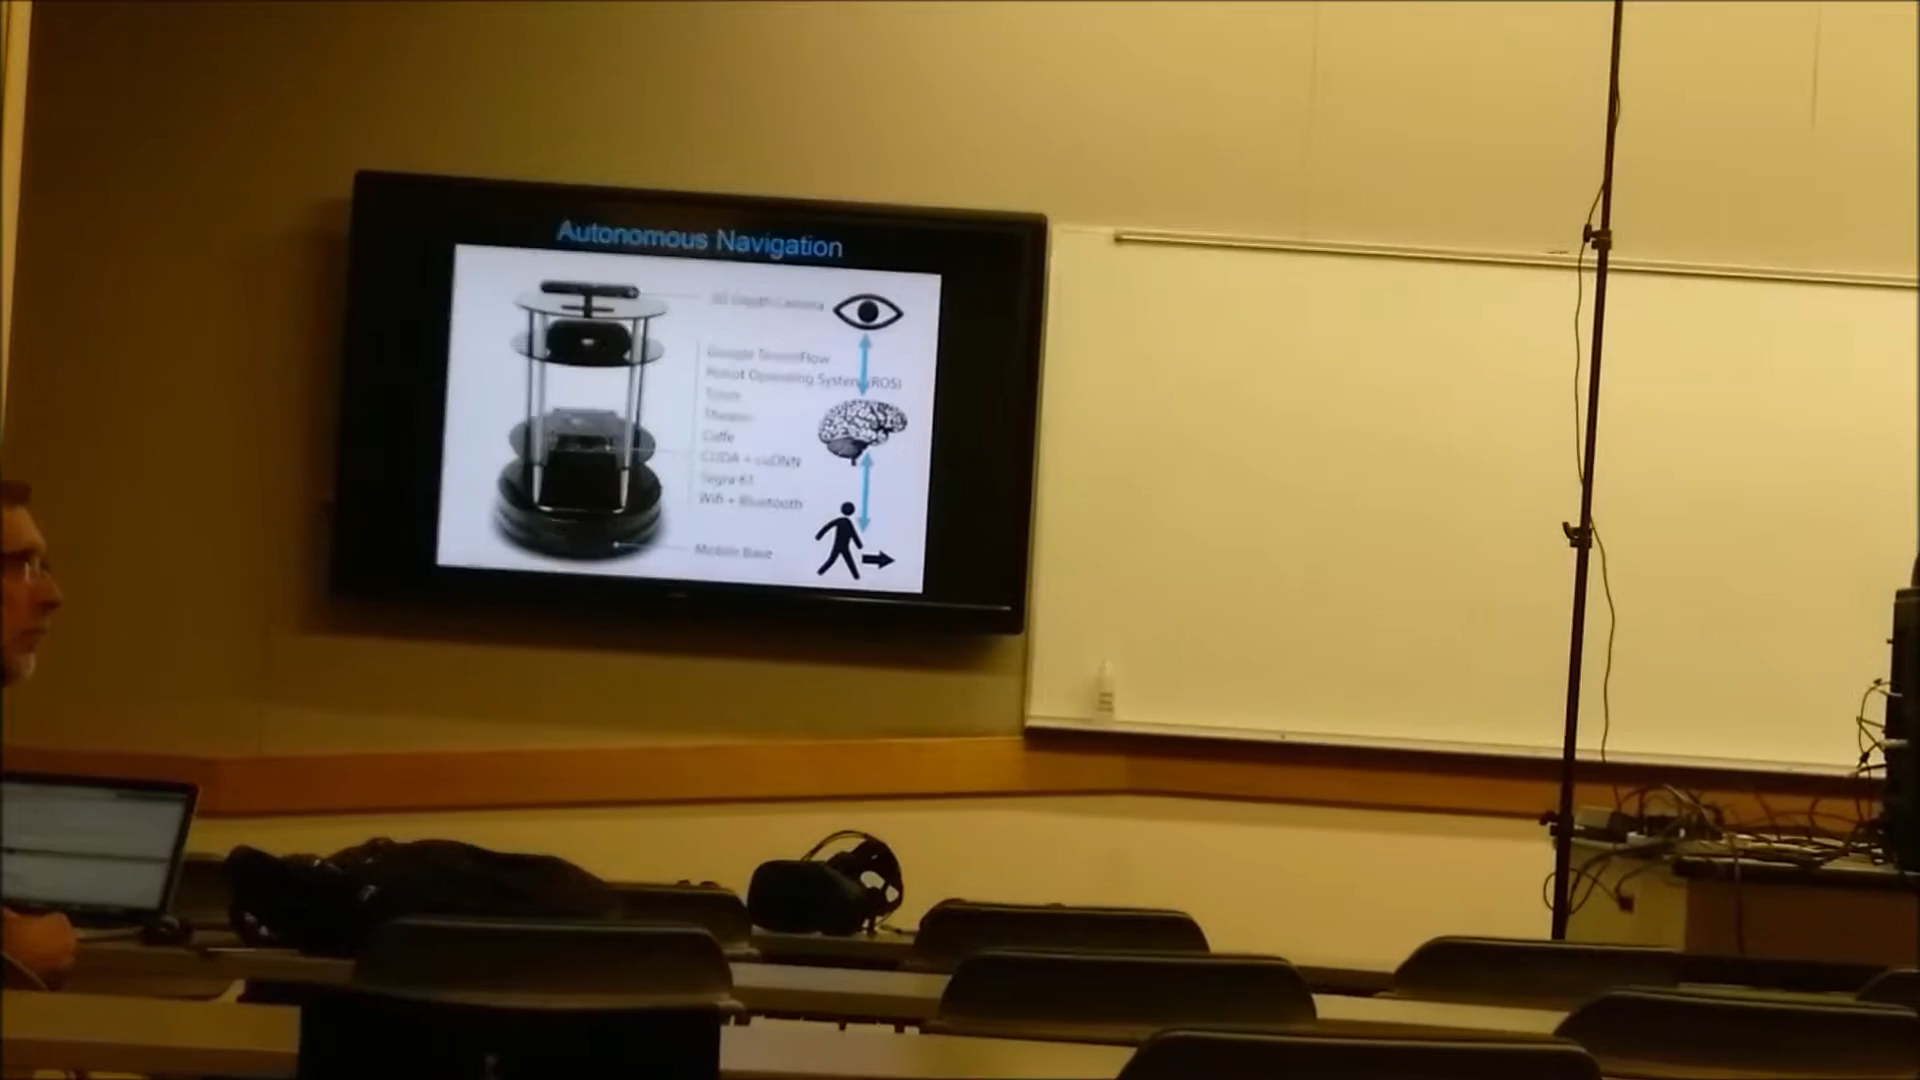 Autonomous Navigation
3D Depth Camera
Google TensorFlow
Robot Operating System (ROS)
Torch
Theano
Caffe
CUDA + cuDNN
Tegra K1
Wifi + Bluetooth
Mobile Base